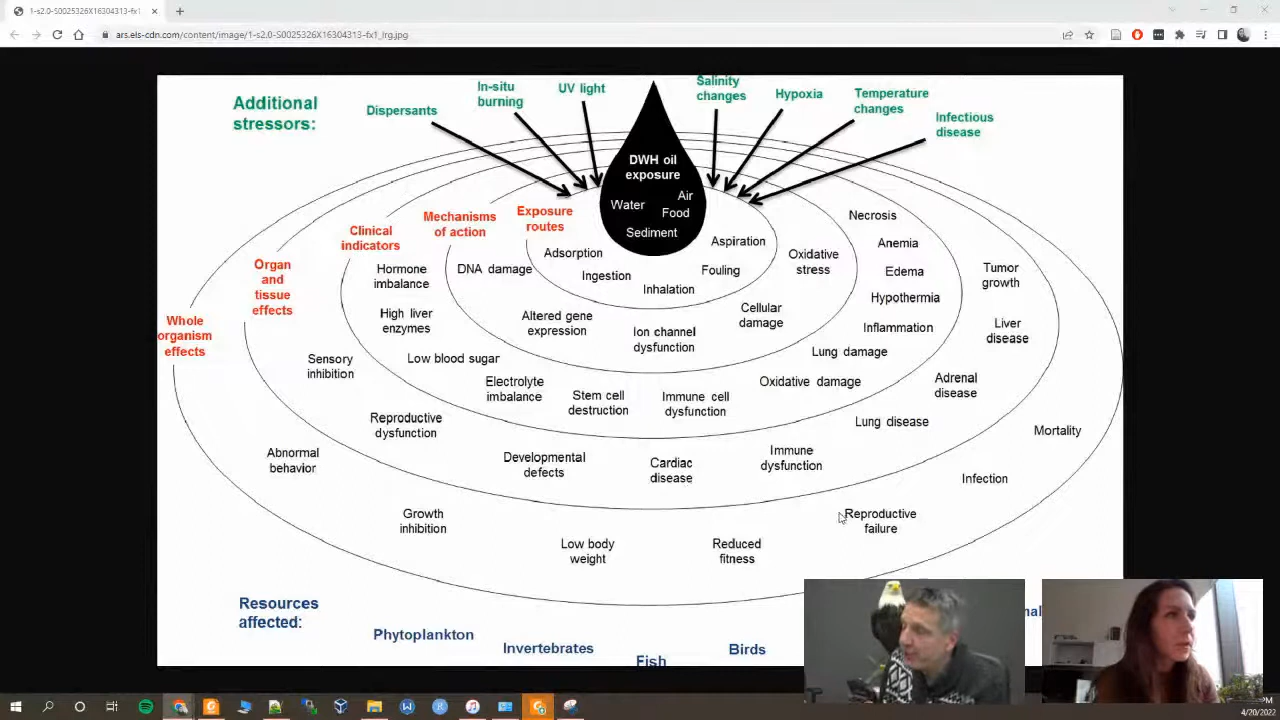 1-s2.0-S0025326X16304313-fx1_
ars.els-cdn.com/content/image/1-s2.0-S0025326X16304313-fx1_lrg.jpg
Additional
stressors:
Dispersants
In-situ
burning
UV light
Salinity
changes
Hypoxia
Temperature
changes
Infectious
disease
DWH oil
exposure
Water
Air
Food
Sediment
Exposure
routes
Adsorption
Ingestion
Inhalation
Fouling
Aspiration
Mechanisms
of action
DNA damage
Altered gene
expression
Ion channel
dysfunction
Cellular
damage
Oxidative
stress
Clinical
indicators
Hormone
imbalance
High liver
enzymes
Low blood sugar
Electrolyte
imbalance
Stem cell
destruction
Immune cell
dysfunction
Oxidative damage
Lung damage
Inflammation
Hypothermia
Edema
Anemia
Necrosis
Organ
and
tissue
effects
Sensory
inhibition
Reproductive
dysfunction
Developmental
defects
Cardiac
disease
Immune
dysfunction
Lung disease
Adrenal
disease
Liver
disease
Tumor
growth
Whole
organism
effects
Abnormal
behavior
Growth
inhibition
Low body
weight
Reduced
fitness
Reproductive
failure
Infection
Mortality
Resources
affected:
Phytoplankton
Invertebrates
Fish
Birds
PM
4/20/2022